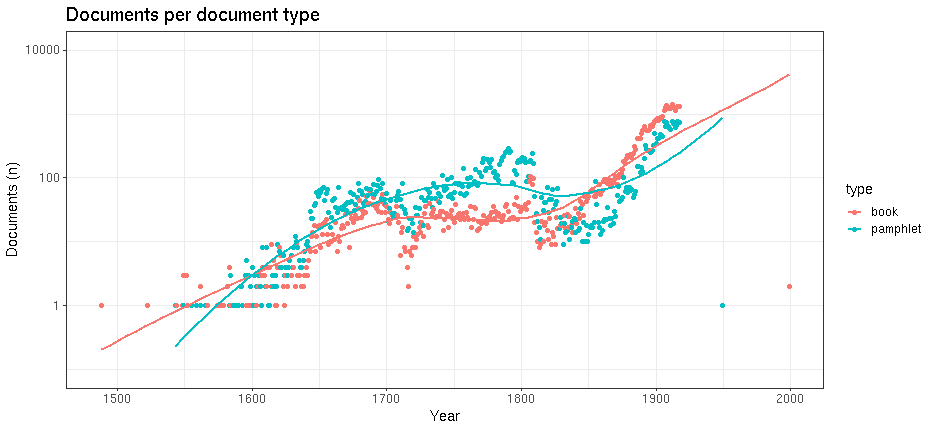 Documents per document type
10000
100
1
Documents (n)
1500
1600
1700
1800
1900
2000
Year
type
book
pamphlet